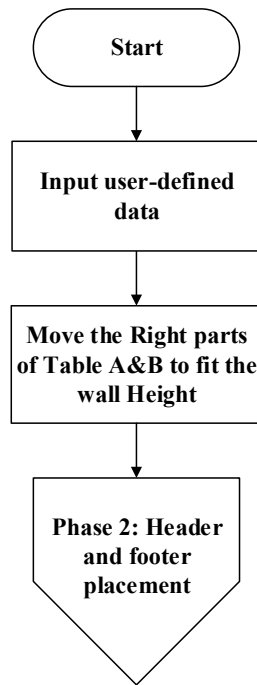 Start
Input user-defined
data
Move the Right parts
of Table A&B to fit the
wall Height
Phase 2: Header
and footer
placement